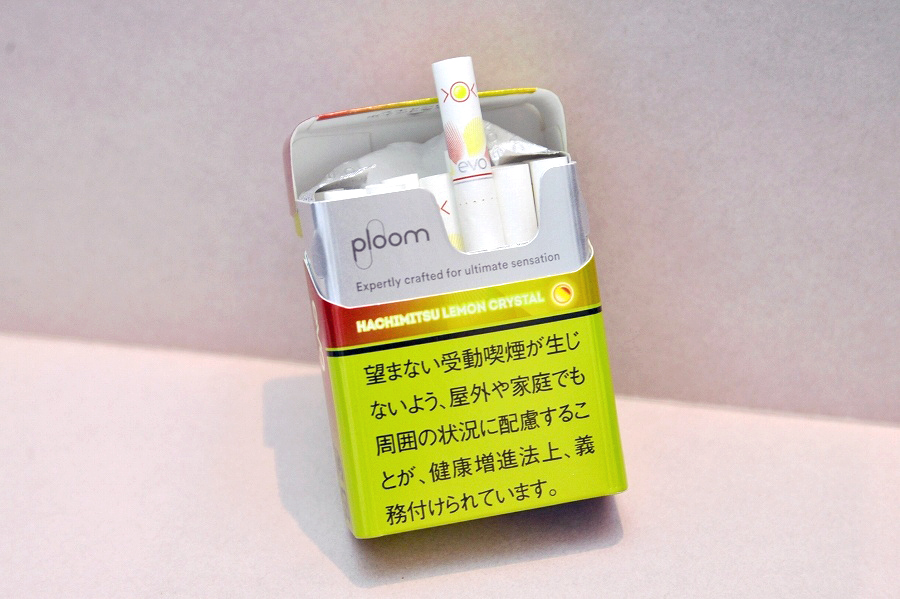 evo
ploom
Expertly crafted for ultimate sensation
HACHIMITSU LEMON CRYSTAL
望まない受動喫煙が生じ
ないよう、屋外や家庭でも
周囲の状況に配慮するこ
とが、健康増進法上、義
務付けられています。